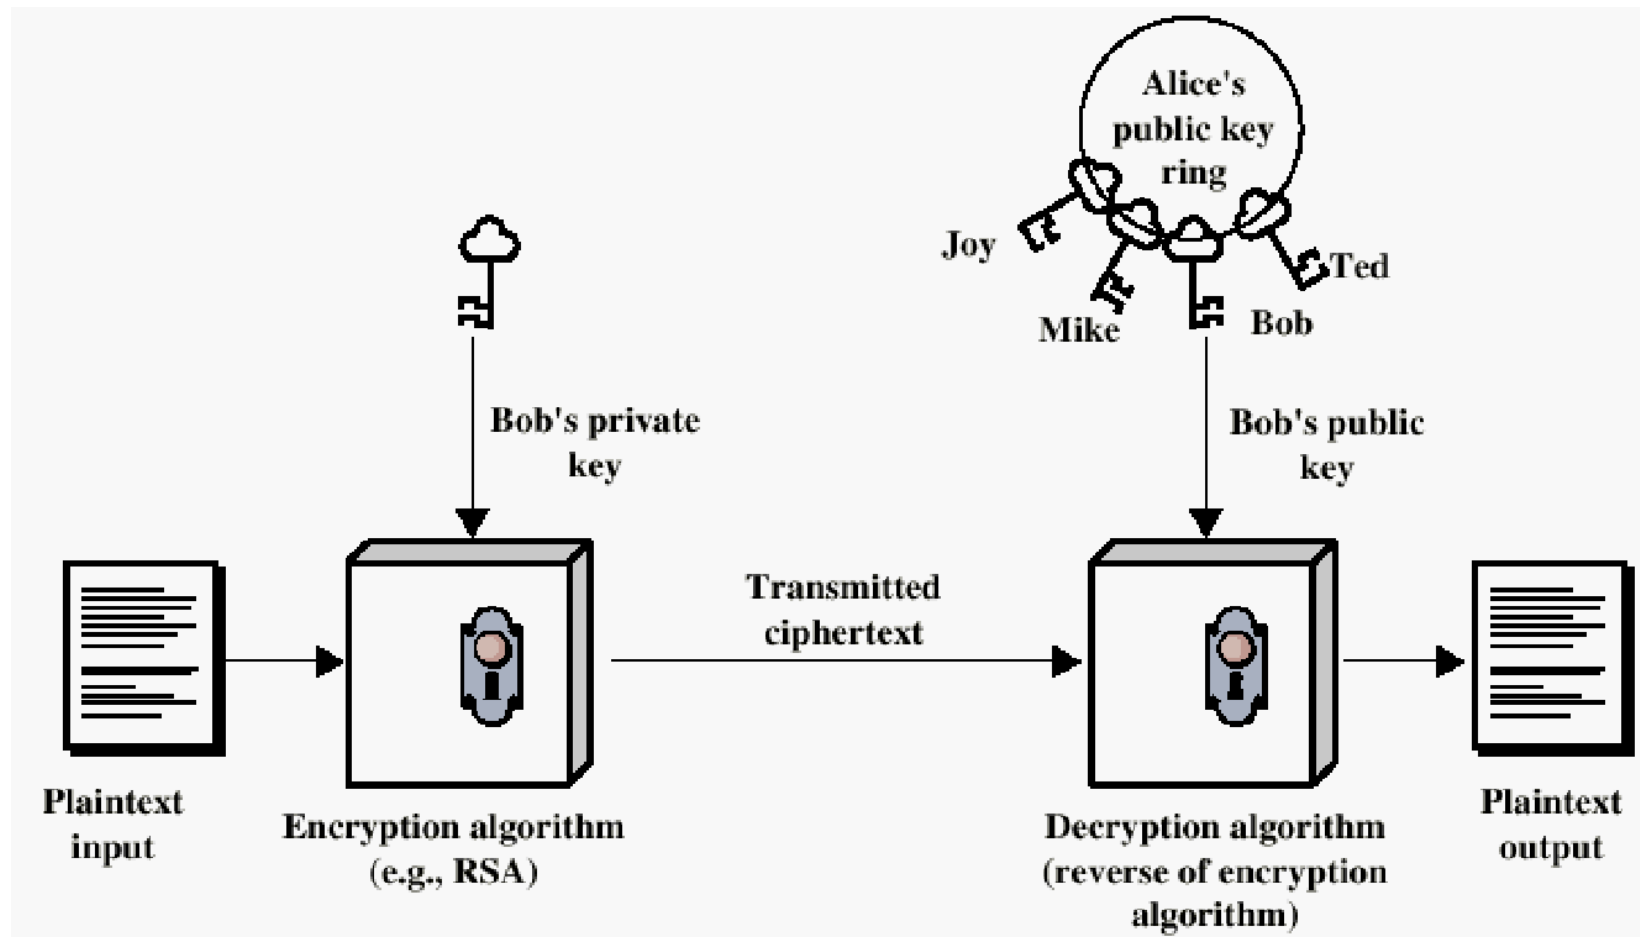 Alice's
public key
ring
Joy
Ted
Mike
Bob
Bob's private
key
Bob's public
key
Transmitted
ciphertext
Plaintext
input
Encryption algorithm
(e.g., RSA)
Decryption algorithm
(reverse of encryption
algorithm)
Plaintext
output